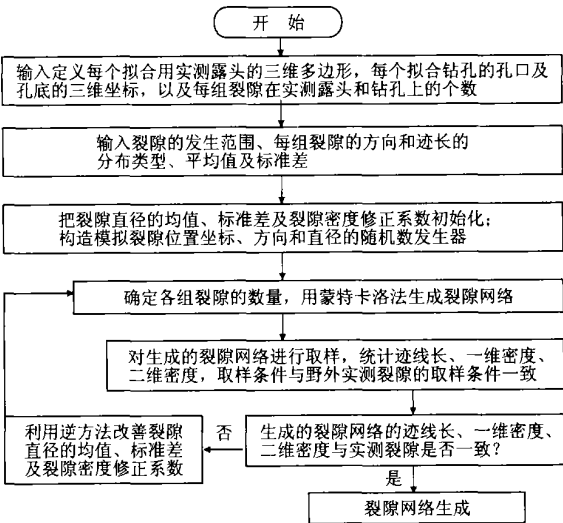 开 始
输入定义每个拟合用实测露头的三维多边形，每个拟合钻孔的孔口及
孔底的三维坐标，以及每组裂隙在实测露头和钻孔上的个数
输入裂隙的发生范围、每组裂隙的方向和迹长的
分布类型、平均值及标准差
把裂隙直径的均值、标准差及裂隙密度修正系数初始化；
构造模拟裂隙位置坐标、方向和直径的随机数发生器
确定各组裂隙的数量，用蒙特卡洛法生成裂隙网络
对生成的裂隙网络进行取样，统计迹线长、一维密度、
二维密度，取样条件与野外实测裂隙的取样条件一致
生成的裂隙网络的迹线长、一维密度、
二维密度与实测裂隙是否一致？
否
利用逆方法改善裂隙
直径的均值、标准差
及裂隙密度修正系数
是
裂隙网络生成